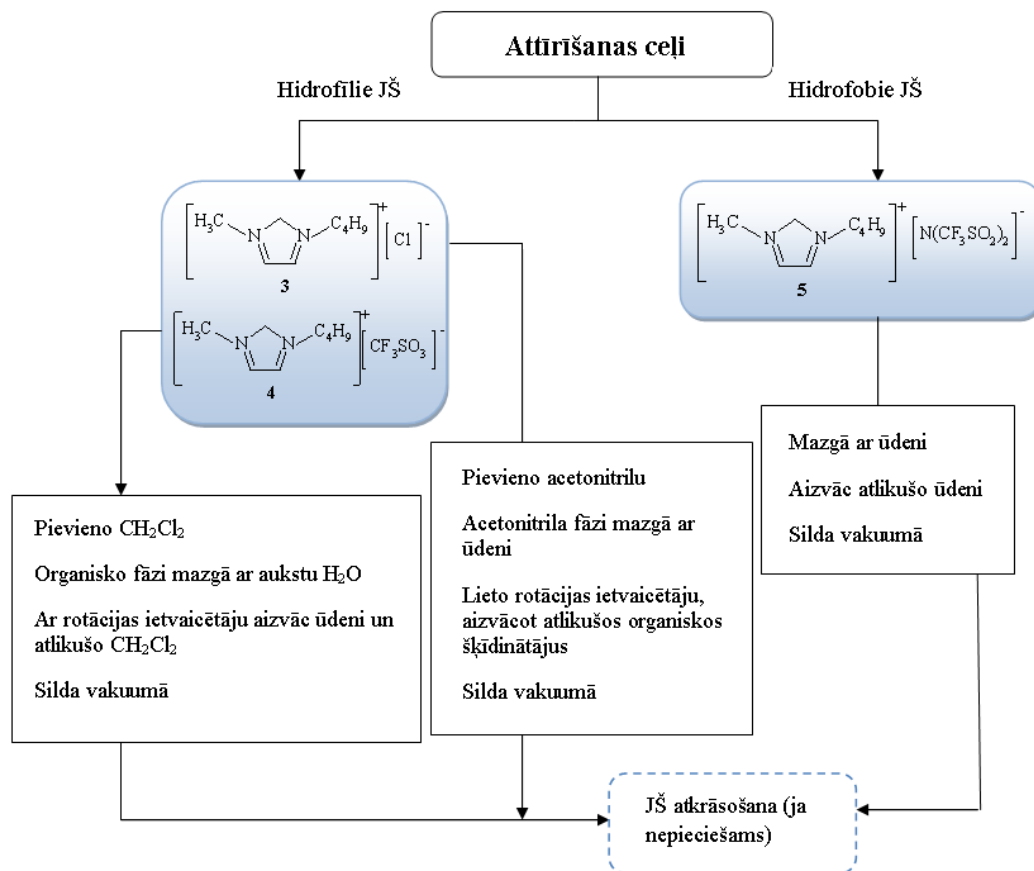 Attīrīšanas ceļi
Hidrofīlie JŠ
Hidrofobie JŠ
[H₃C N N C₄H₉]⁺ [Cl]⁻
3
[H₃C N N C₄H₉]⁺ [CF₃SO₃]⁻
4
[H₃C N N C₄H₉]⁺ [N(CF₃SO₂)₂]⁻
5
Pievieno CH₂Cl₂
Organisko fāzi mazgā ar aukstu H₂O
Ar rotācijas ietvaicētāju aizvāc ūdeni un
atlikušo CH₂Cl₂
Silda vakuumā
Pievieno acetonitrilu
Acetonitrila fāzi mazgā ar
ūdeni
Lieto rotācijas ietvaicētāju,
aizvācot atlikušos organiskos
šķīdinātājus
Silda vakuumā
Mazgā ar ūdeni
Aizvāc atlikušo ūdeni
Silda vakuumā
JŠ atkrāsošana (ja
nepieciešams)